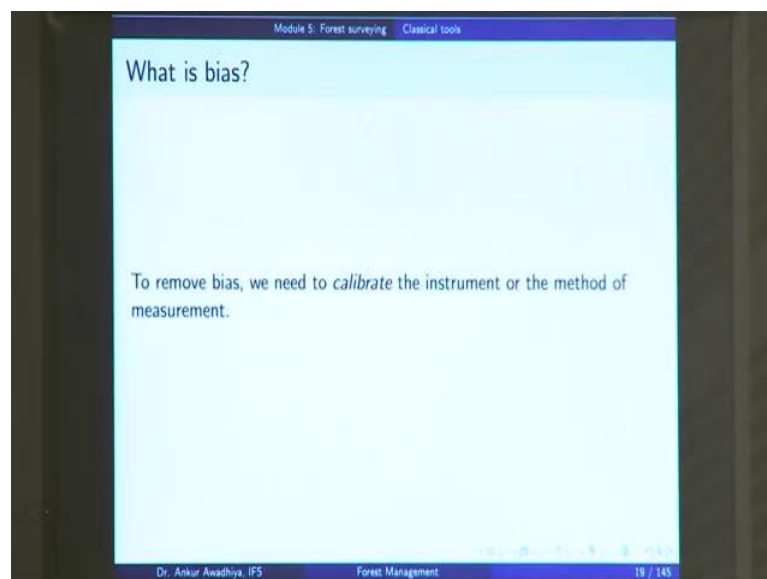 Module 5: Forest surveying Classical tools
What is bias?
To remove bias, we need to calibrate the instrument or the method of
measurement.
Dr. Ankur Awadhiya, IFS Forest Management 19 / 145